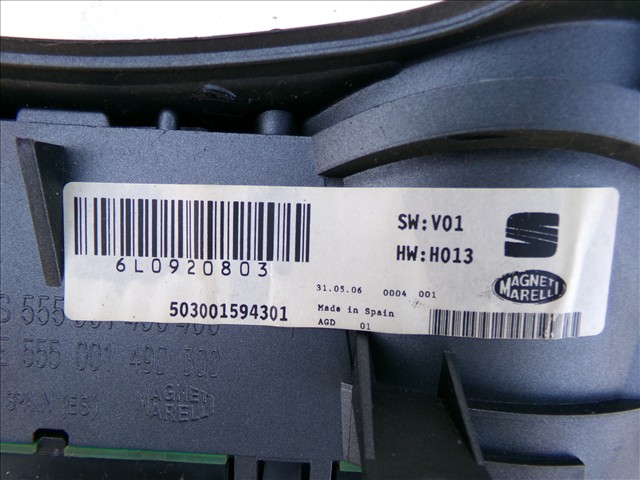 6L0920803
503001594301
SW:V01
HW:H013
31.05.06 0004 001
Made in Spain
AGD 01
MAGNETI
MARELLI
555 001 490 300
SPAIN (ES)
MAGNETI
MARELLI